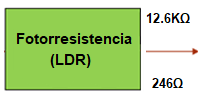 12.6KΩ
Fotorresistencia
(LDR)
246Ω